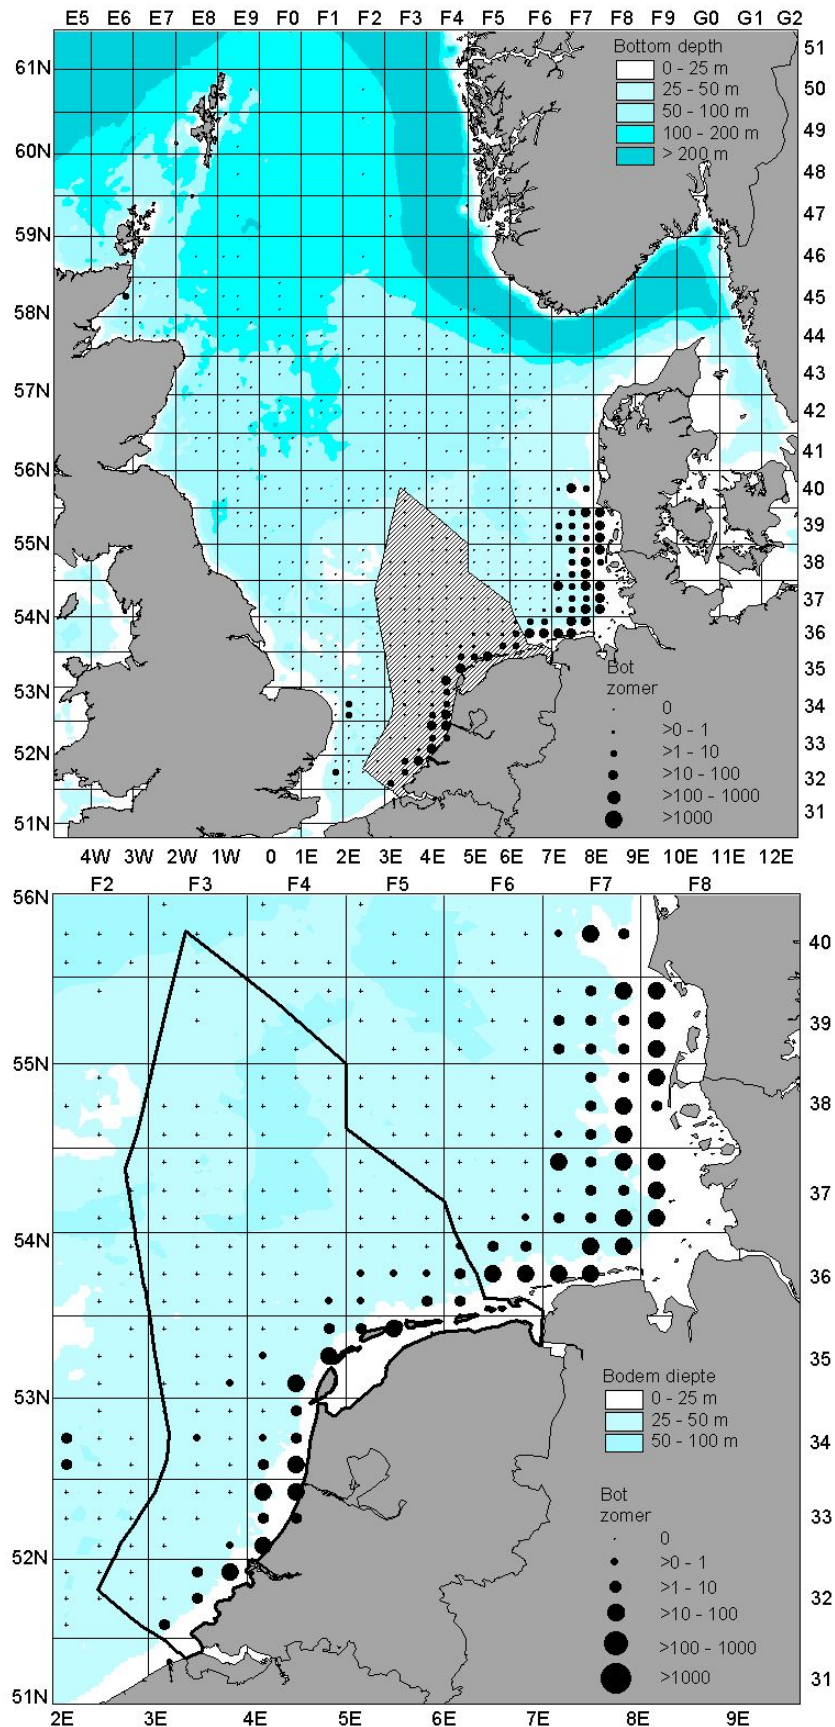 E5 E6 E7 E8 E9 F0 F1 F2 F3 F4 F5 F6 F7 F8 F9 G0 G1 G2
Bottom depth
0 - 25 m
25 - 50 m
50 - 100 m
100 - 200 m
> 200 m
61N
60N
59N
58N
57N
56N
55N
54N
53N
52N
51N
51
50
49
48
47
46
45
44
43
42
41
40
39
38
37
36
35
34
33
32
31
Bot
zomer
0
>0 - 1
>1 - 10
>10 - 100
>100 - 1000
>1000
4W 3W 2W 1W 0 1E 2E 3E 4E 5E 6E 7E 8E 9E 10E 11E 12E
F2 F3 F4 F5 F6 F7 F8
56N
55N
54N
53N
52N
51N
40
39
38
37
36
35
34
33
32
31
Bodem diepte
0 - 25 m
25 - 50 m
50 - 100 m
Bot
zomer
0
>0 - 1
>1 - 10
>10 - 100
>100 - 1000
>1000
2E 3E 4E 5E 6E 7E 8E 9E